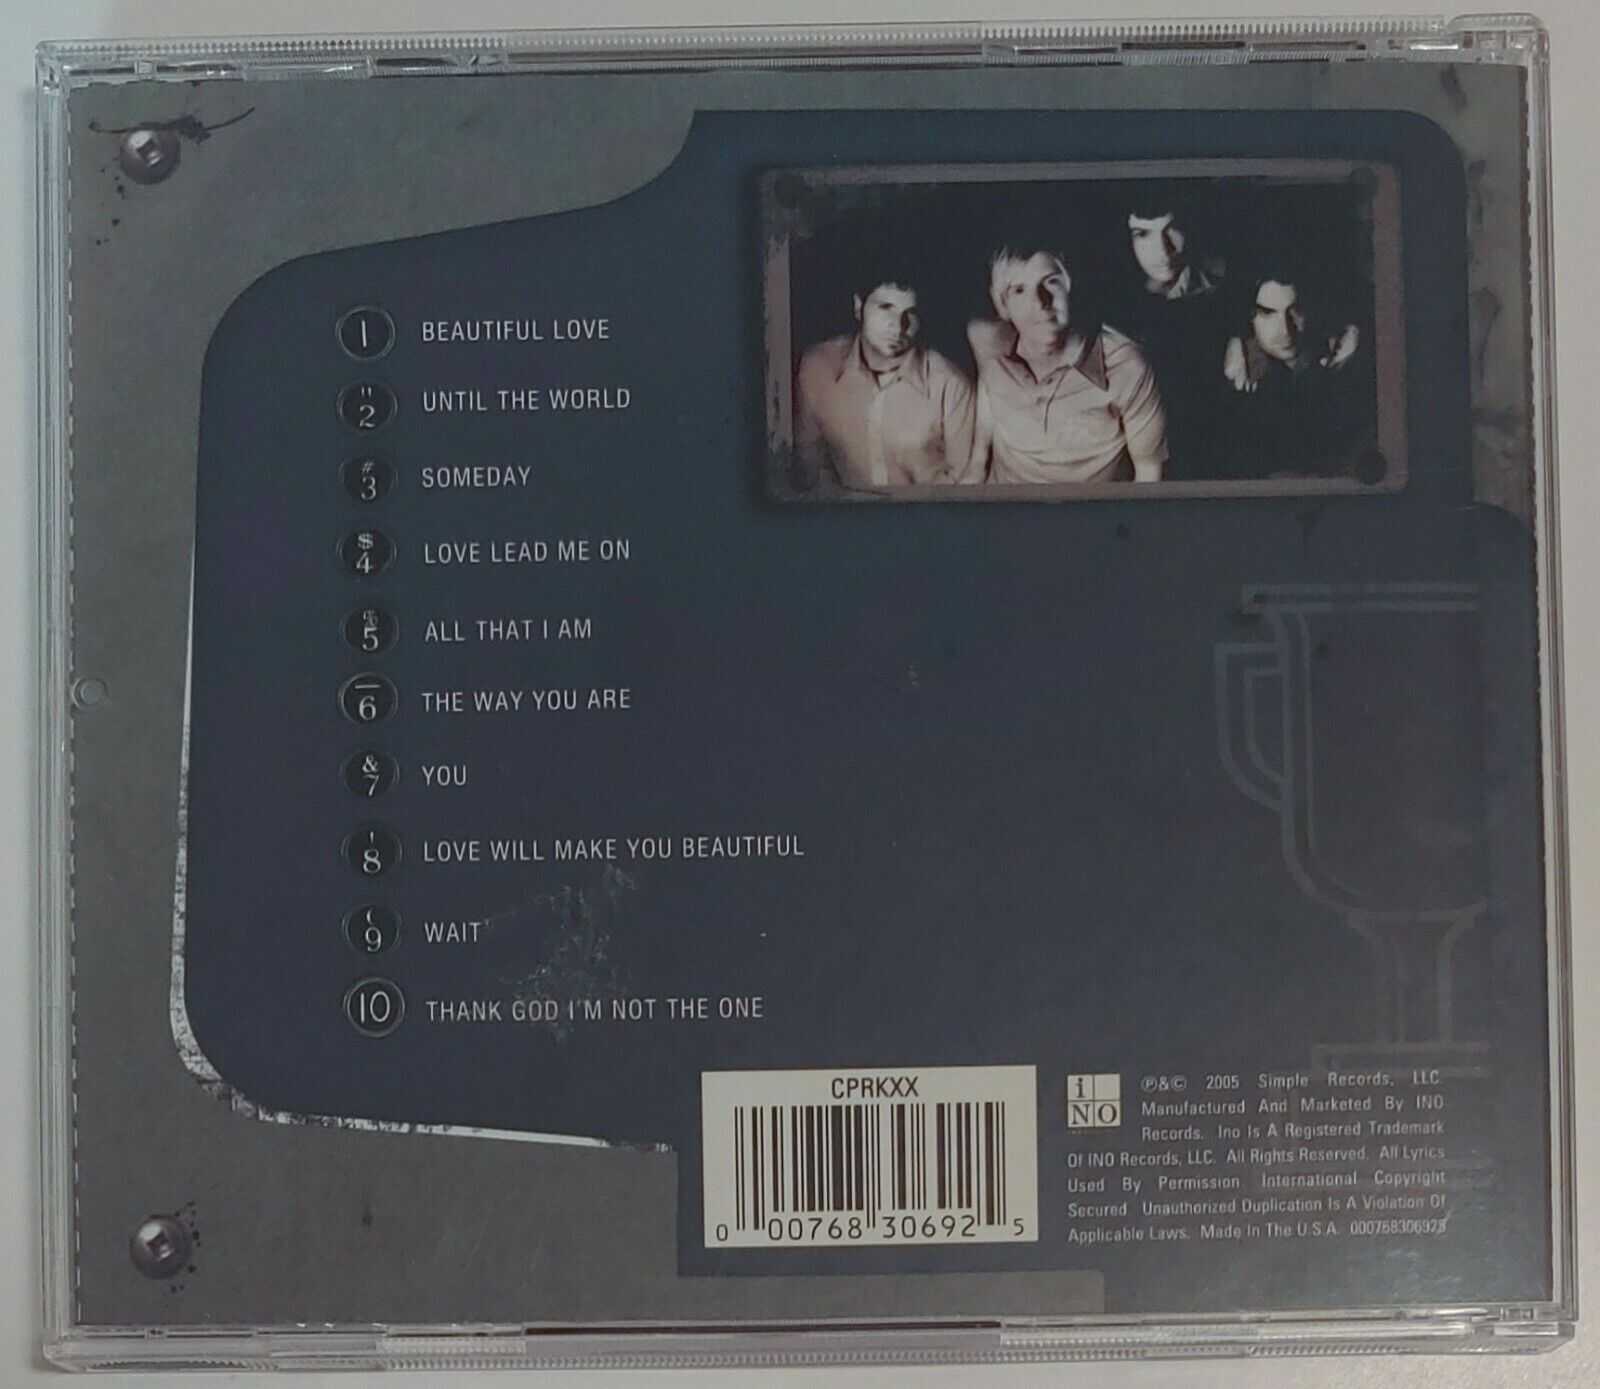 1 BEAUTIFUL LOVE
" 2 UNTIL THE WORLD
# 3 SOMEDAY
$ 4 LOVE LEAD ME ON
% 5 ALL THAT I AM
_ 6 THE WAY YOU ARE
& 7 YOU
' 8 LOVE WILL MAKE YOU BEAUTIFUL
( 9 WAIT
10 THANK GOD I'M NOT THE ONE
CPRKXX
0 00768 30692 5
iNO
℗&© 2005 Simple Records, LLC.
Manufactured And Marketed By INO
Records. Ino Is A Registered Trademark
Of INO Records, LLC. All Rights Reserved. All Lyrics
Used By Permission International Copyright
Secured Unauthorized Duplication Is A Violation Of
Applicable Laws. Made In The U.S.A. 000768306925